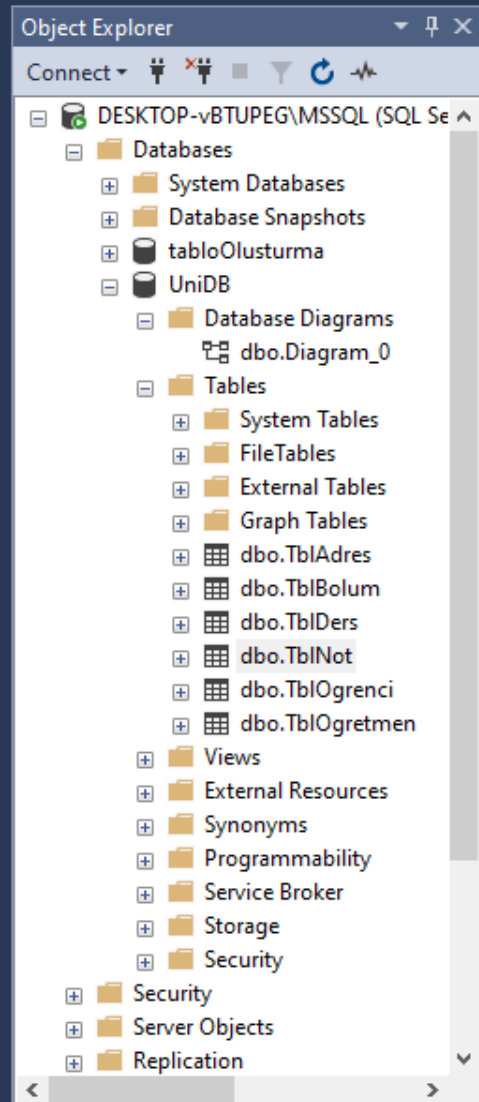 Object Explorer
Connect
DESKTOP-vBTUPEG\MSSQL (SQL Se
Databases
System Databases
Database Snapshots
tabloOlusturma
UniDB
Database Diagrams
dbo.Diagram_0
Tables
System Tables
FileTables
External Tables
Graph Tables
dbo.TblAdres
dbo.TblBolum
dbo.TblDers
dbo.TblNot
dbo.TblOgrenci
dbo.TblOgretmen
Views
External Resources
Synonyms
Programmability
Service Broker
Storage
Security
Security
Server Objects
Replication